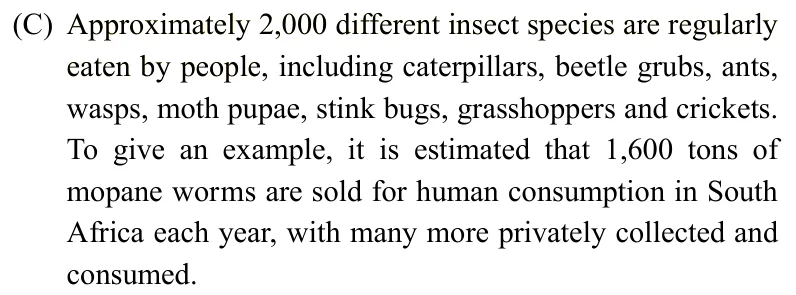 (C) Approximately 2,000 different insect species are regularly
eaten by people, including caterpillars, beetle grubs, ants,
wasps, moth pupae, stink bugs, grasshoppers and crickets.
To give an example, it is estimated that 1,600 tons of
mopane worms are sold for human consumption in South
Africa each year, with many more privately collected and
consumed.